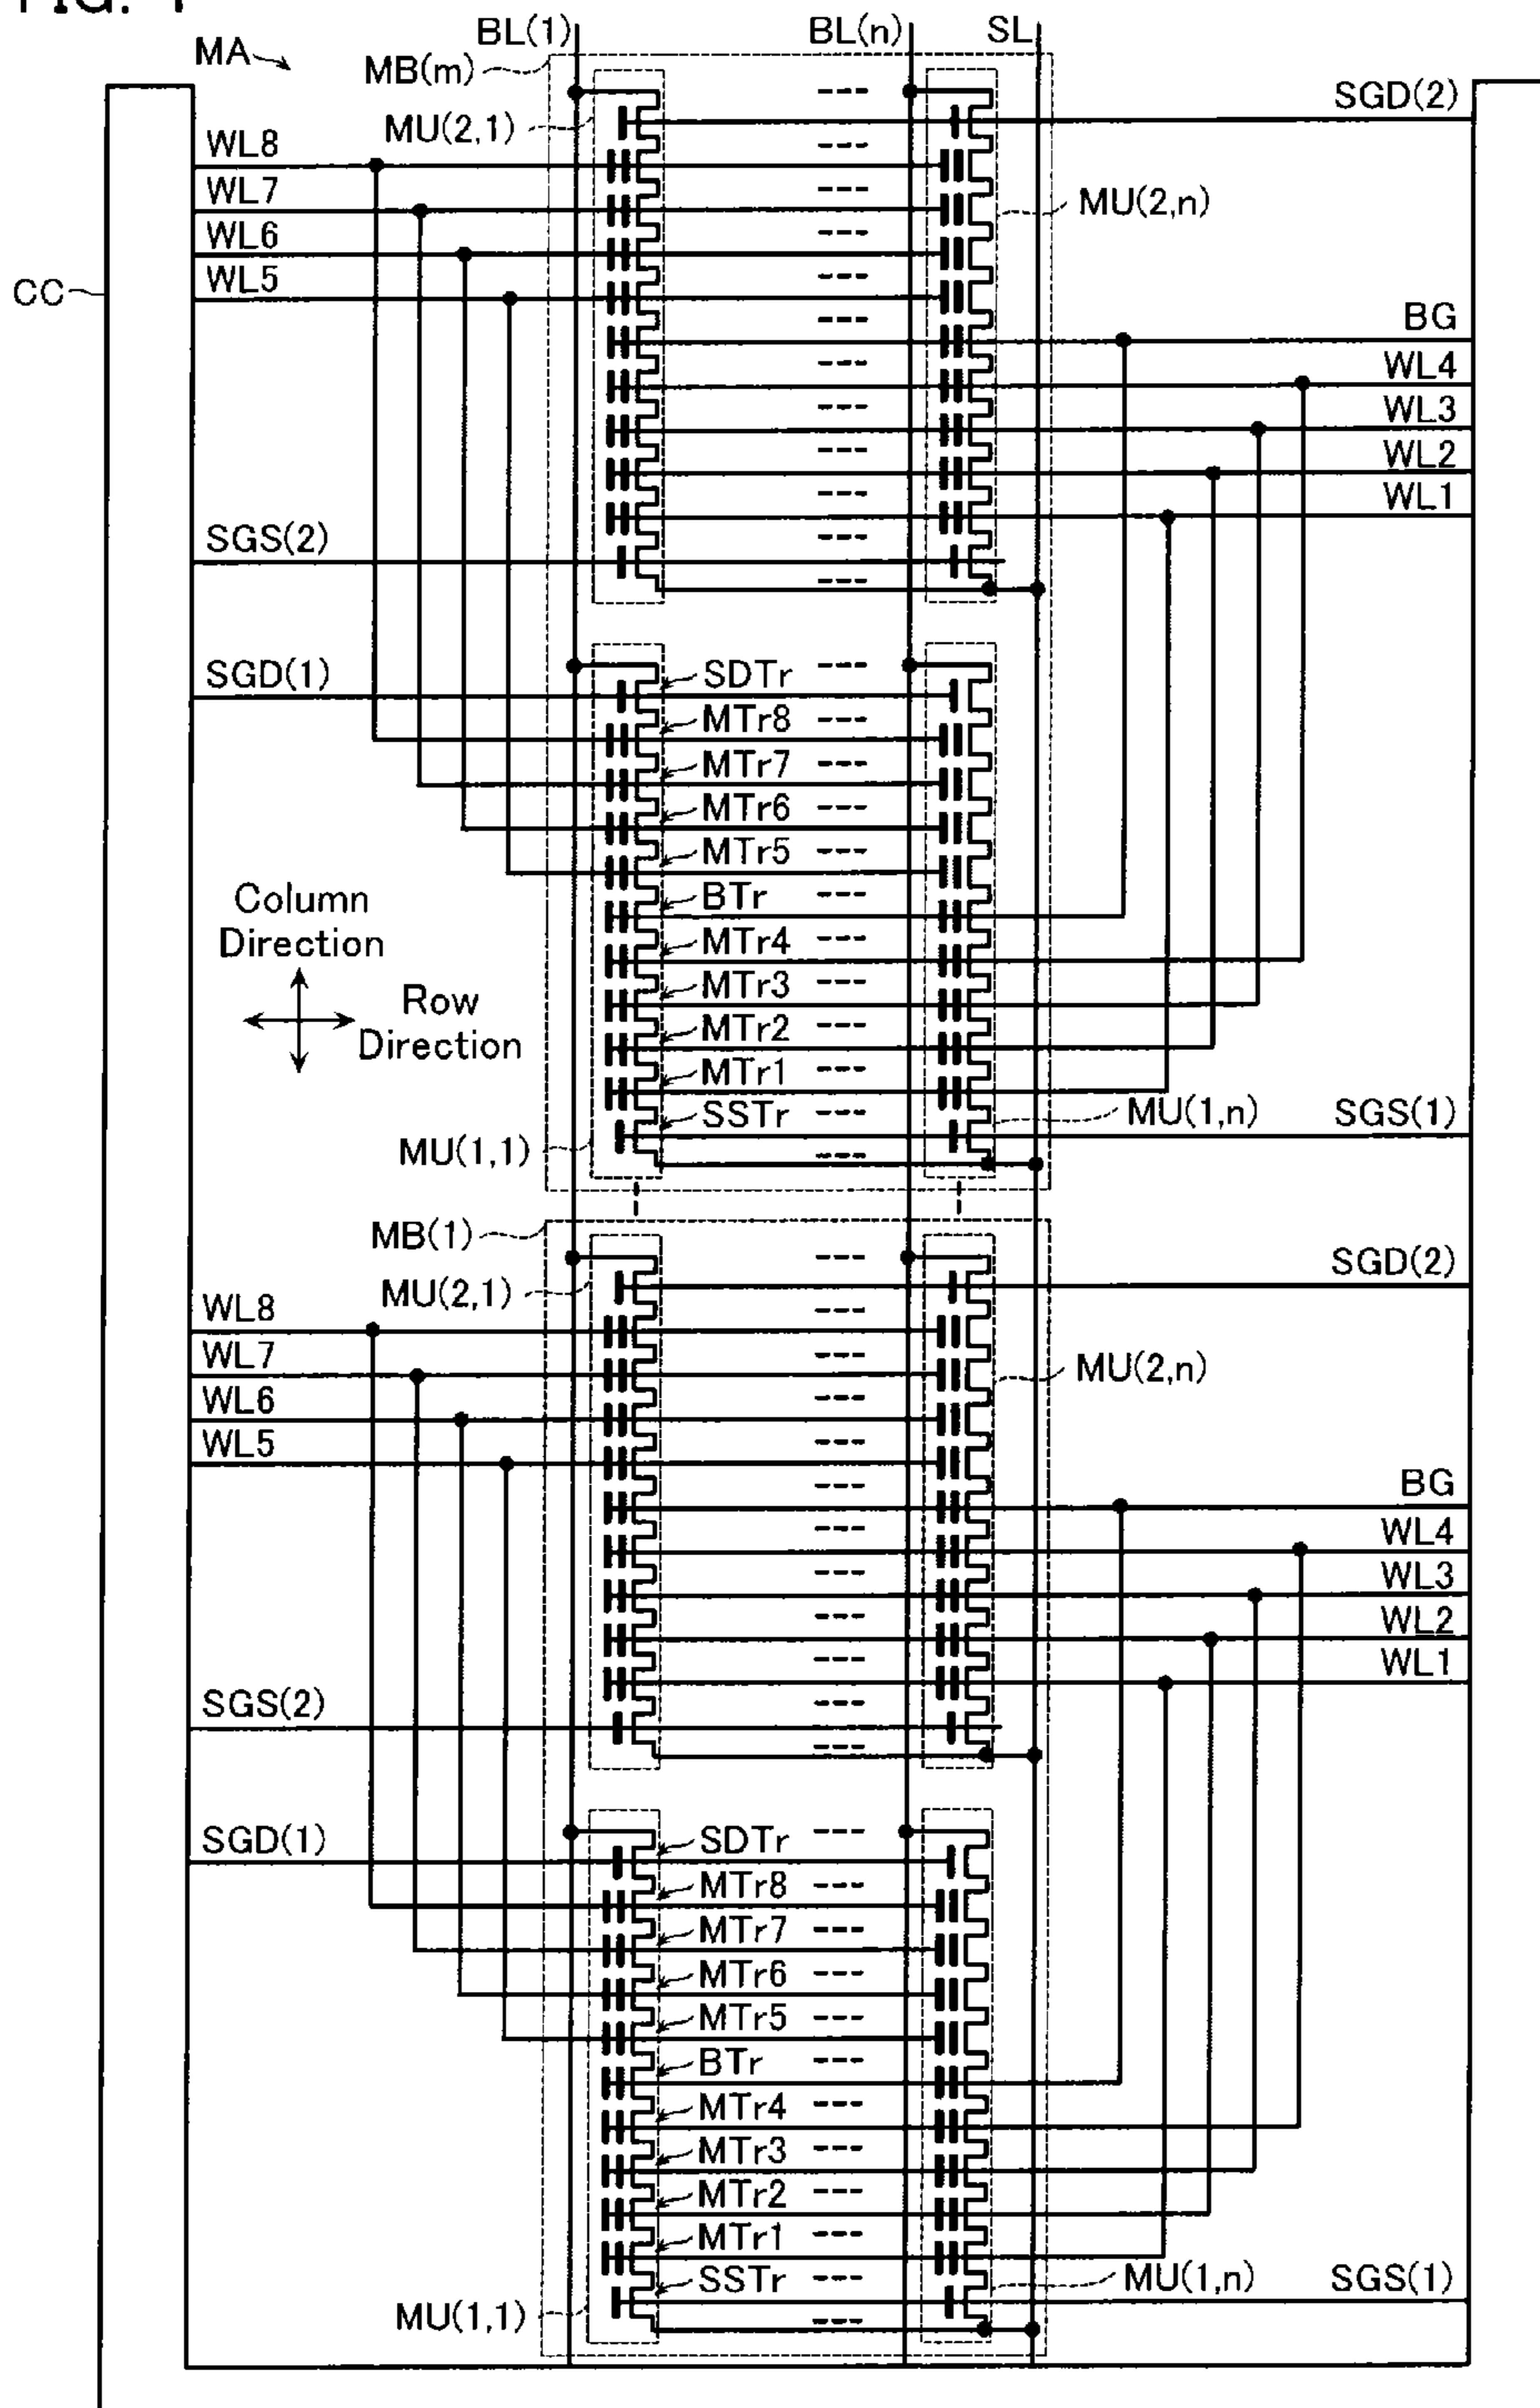 BL(1) BL(n) SL
MA
MB(m)
SGD(2)
MU(2,1)
WL8
WL7
MU(2,n)
WL6
WL5
CC
BG
WL4
WL3
WL2
WL1
SGS(2)
SGD(1)
SDTr
MTr8
MTr7
MTr6
MTr5
BTr
MTr4
MTr3
MTr2
MTr1
SSTr
Column
Direction
Row
Direction
MU(1,1)
MU(1,n)
SGS(1)
MB(1)
SGD(2)
MU(2,1)
WL8
WL7
MU(2,n)
WL6
WL5
BG
WL4
WL3
WL2
WL1
SGS(2)
SGD(1)
SDTr
MTr8
MTr7
MTr6
MTr5
BTr
MTr4
MTr3
MTr2
MTr1
SSTr
MU(1,1)
MU(1,n)
SGS(1)